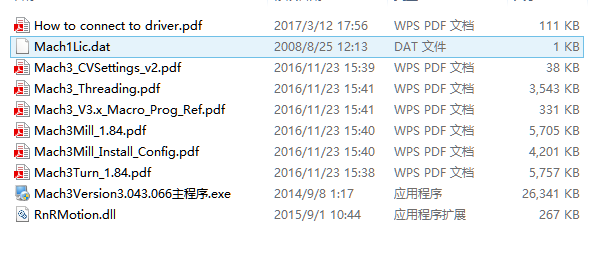 How to connect to driver.pdf 2017/3/12 17:56 WPS PDF 文档 111 KB
Mach1Lic.dat 2008/8/25 12:13 DAT 文件 1 KB
Mach3_CVSettings_v2.pdf 2016/11/23 15:39 WPS PDF 文档 38 KB
Mach3_Threading.pdf 2016/11/23 15:41 WPS PDF 文档 3,543 KB
Mach3_V3.x_Macro_Prog_Ref.pdf 2016/11/23 15:41 WPS PDF 文档 331 KB
Mach3Mill_1.84.pdf 2016/11/23 15:40 WPS PDF 文档 5,705 KB
Mach3Mill_Install_Config.pdf 2016/11/23 15:40 WPS PDF 文档 4,201 KB
Mach3Turn_1.84.pdf 2016/11/23 15:38 WPS PDF 文档 5,757 KB
Mach3Version3.043.066主程序.exe 2014/9/8 1:17 应用程序 26,341 KB
RnRMotion.dll 2015/9/1 10:44 应用程序扩展 267 KB